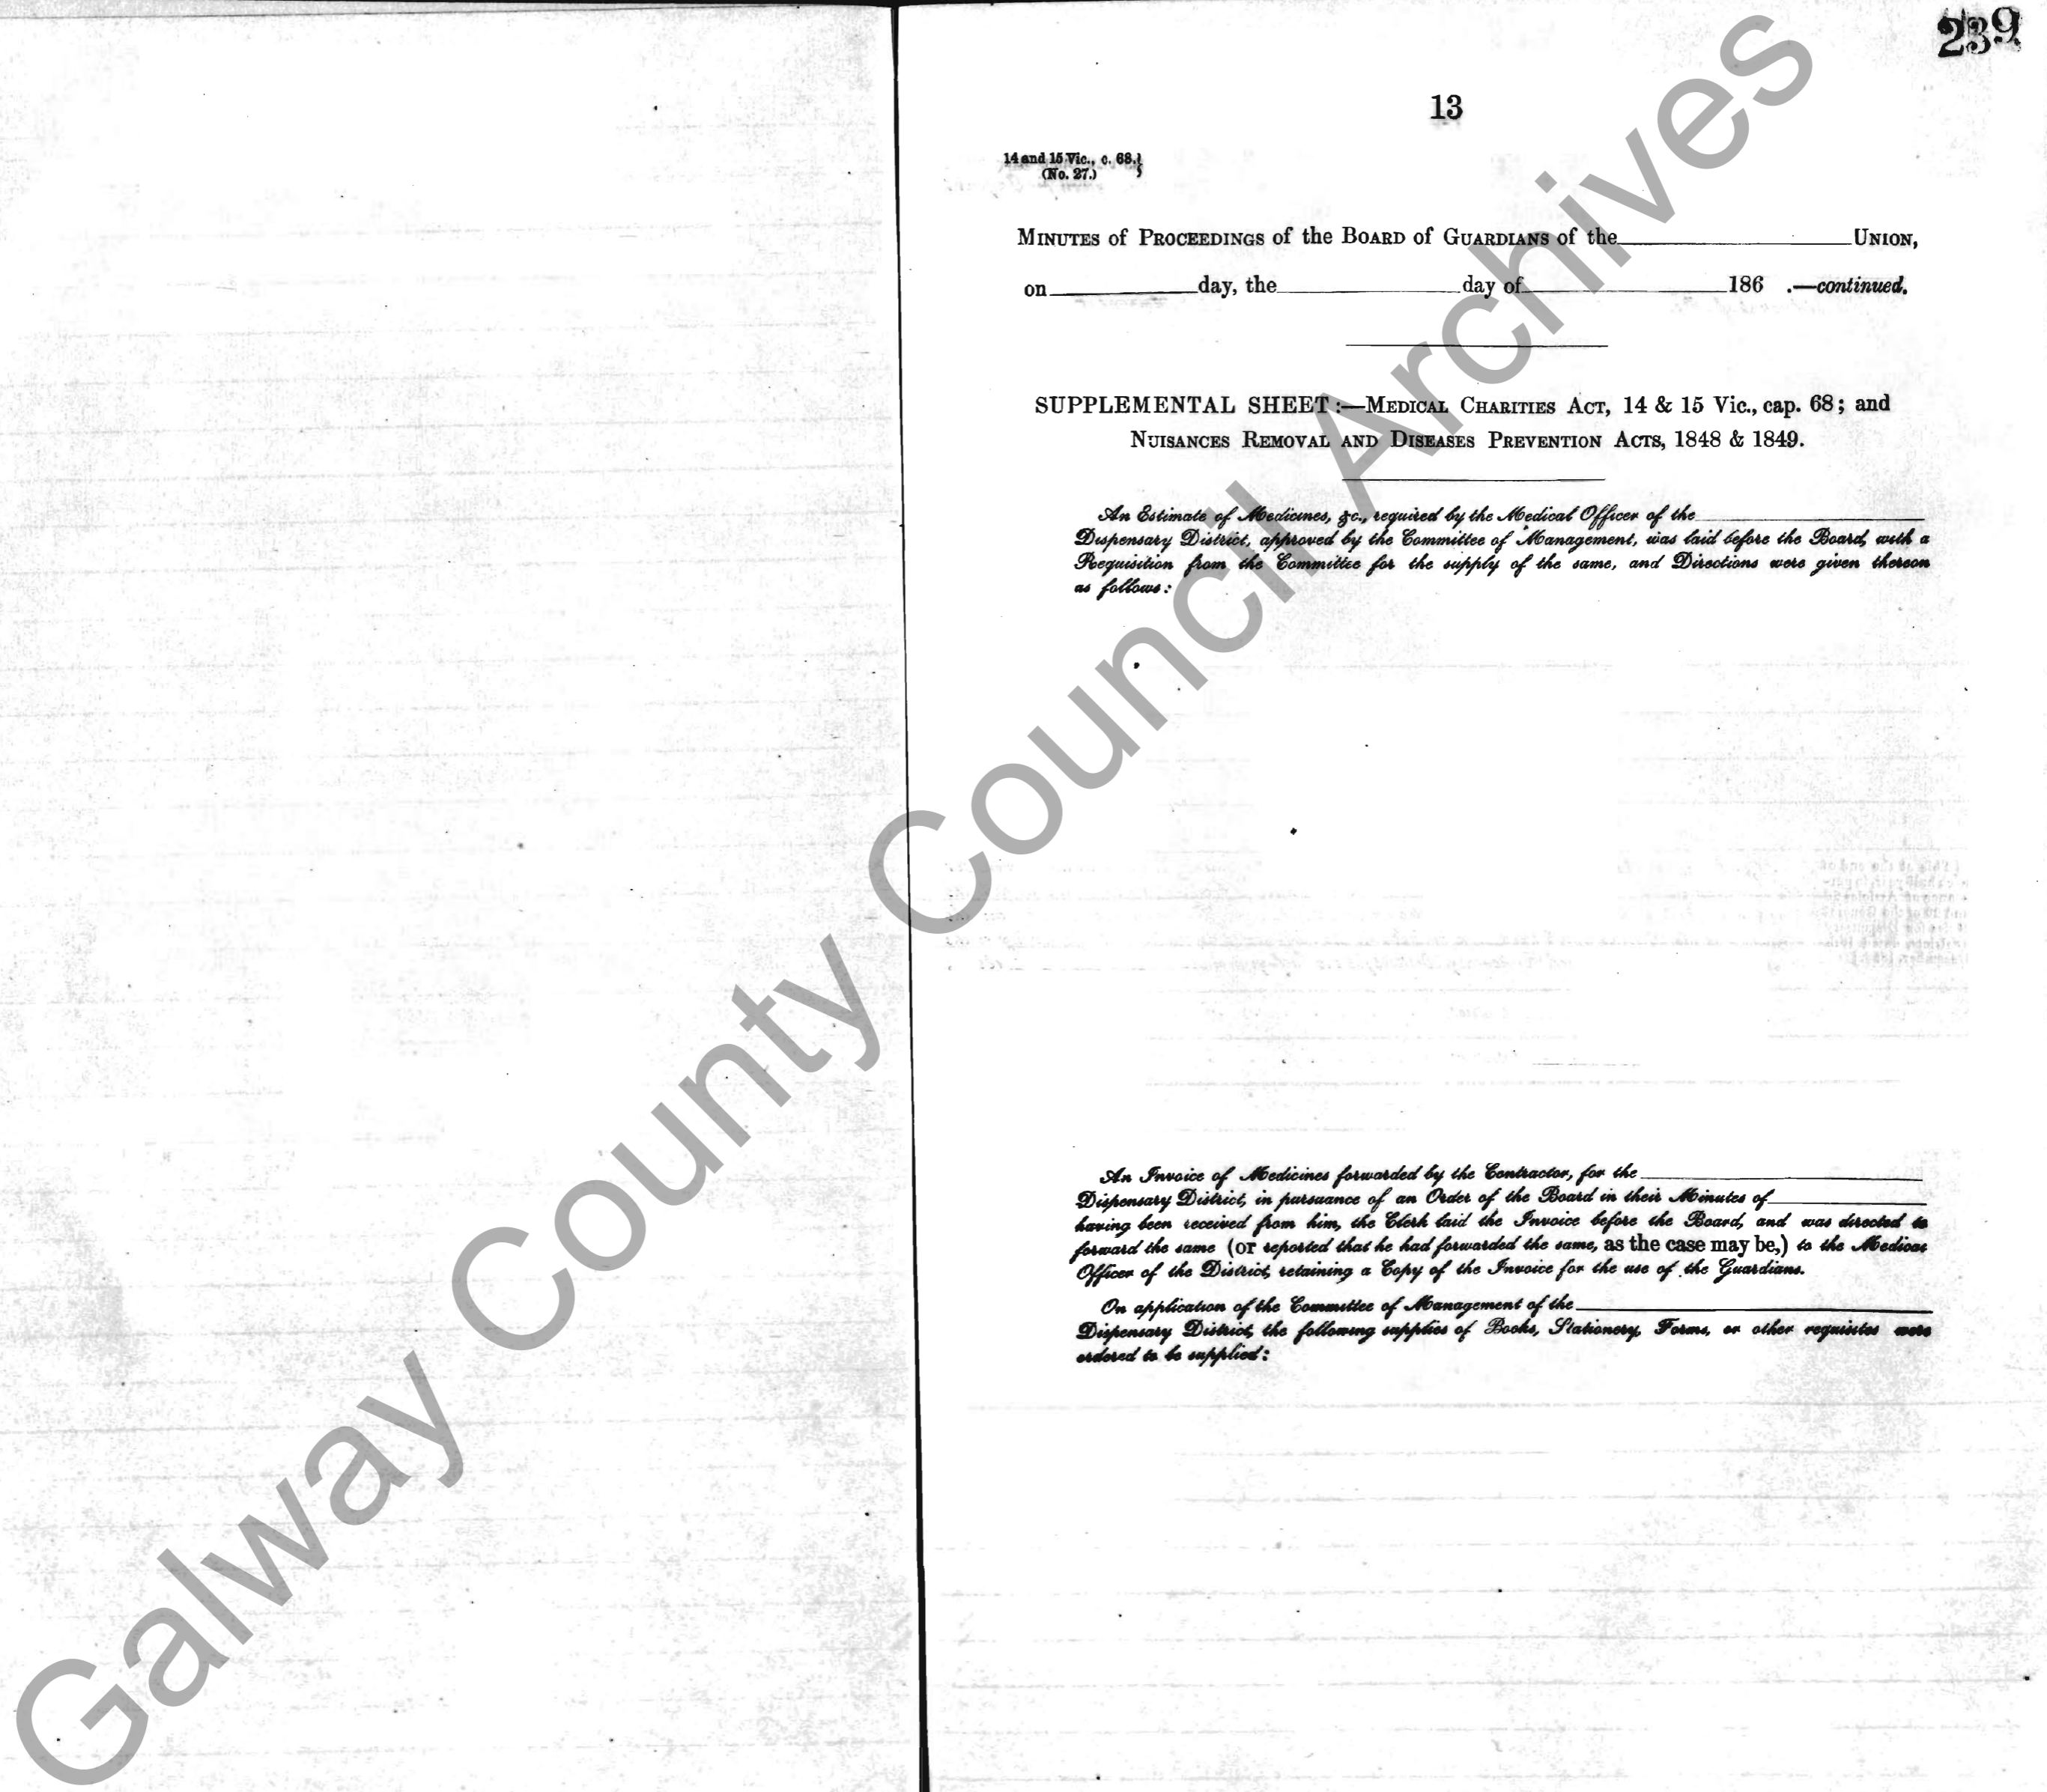 239
13
14 and 15 Vic., c. 68.}
(No. 27.)
MINUTES of PROCEEDINGS of the BOARD of GUARDIANS of the UNION,
on day, the day of 186 .—continued.
SUPPLEMENTAL SHEET:—MEDICAL CHARITIES ACT, 14 & 15 Vic., cap. 68; and
NUISANCES REMOVAL AND DISEASES PREVENTION ACTS, 1848 & 1849.
An Estimate of Medicines, &c., required by the Medical Officer of the
Dispensary District, approved by the Committee of Management, was laid before the Board, with a
Requisition from the Committee for the supply of the same, and Directions were given thereon
as follows:
An Invoice of Medicines forwarded by the Contractor, for the
Dispensary District, in pursuance of an Order of the Board in their Minutes of
having been received from him, the Clerk laid the Invoice before the Board, and was directed to
forward the same (or reported that he had forwarded the same, as the case may be,) to the Medical
Officer of the District, retaining a Copy of the Invoice for the use of the Guardians.
On application of the Committee of Management of the
Dispensary District, the following supplies of Books, Stationery, Forms, or other requisites were
ordered to be supplied:
Galway County Council Archives